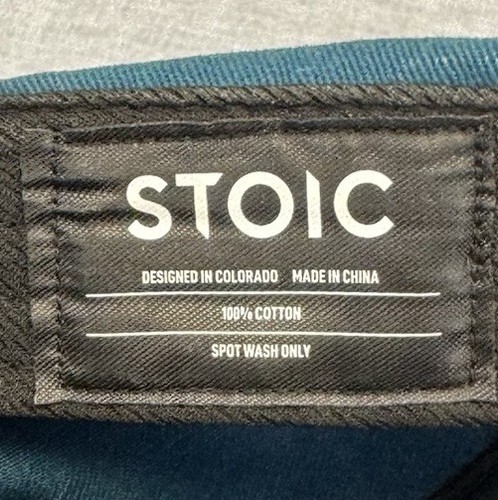 STOIC
DESIGNED IN COLORADO MADE IN CHINA
100% COTTON
SPOT WASH ONLY